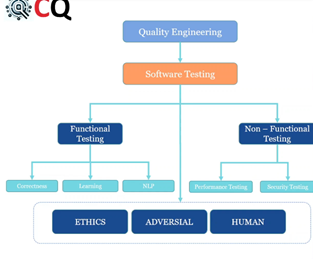 CQ
Quality Engineering
Software Testing
Functional
Testing
Non – Functional
Testing
Correctness
Learning
NLP
Performance Testing
Security Testing
ETHICS
ADVERSIAL
HUMAN